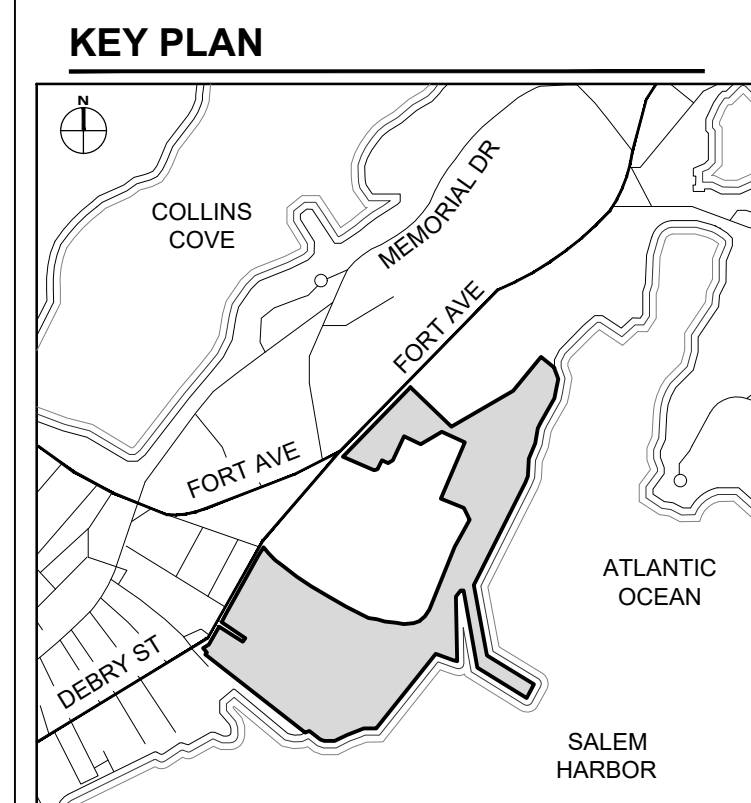 KEY PLAN
N
COLLINS
COVE
MEMORIAL DR
FORT AVE
FORT AVE
ATLANTIC
OCEAN
DEBRY ST
SALEM
HARBOR